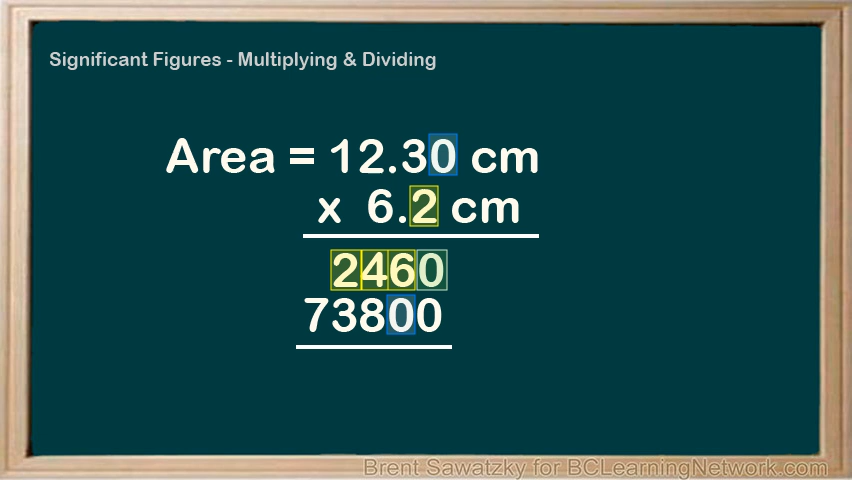 Significant Figures - Multiplying & Dividing
Area = 12.30 cm
x 6.2 cm
2460
73800
Brent Sawatzky for BCLearningNetwork.com